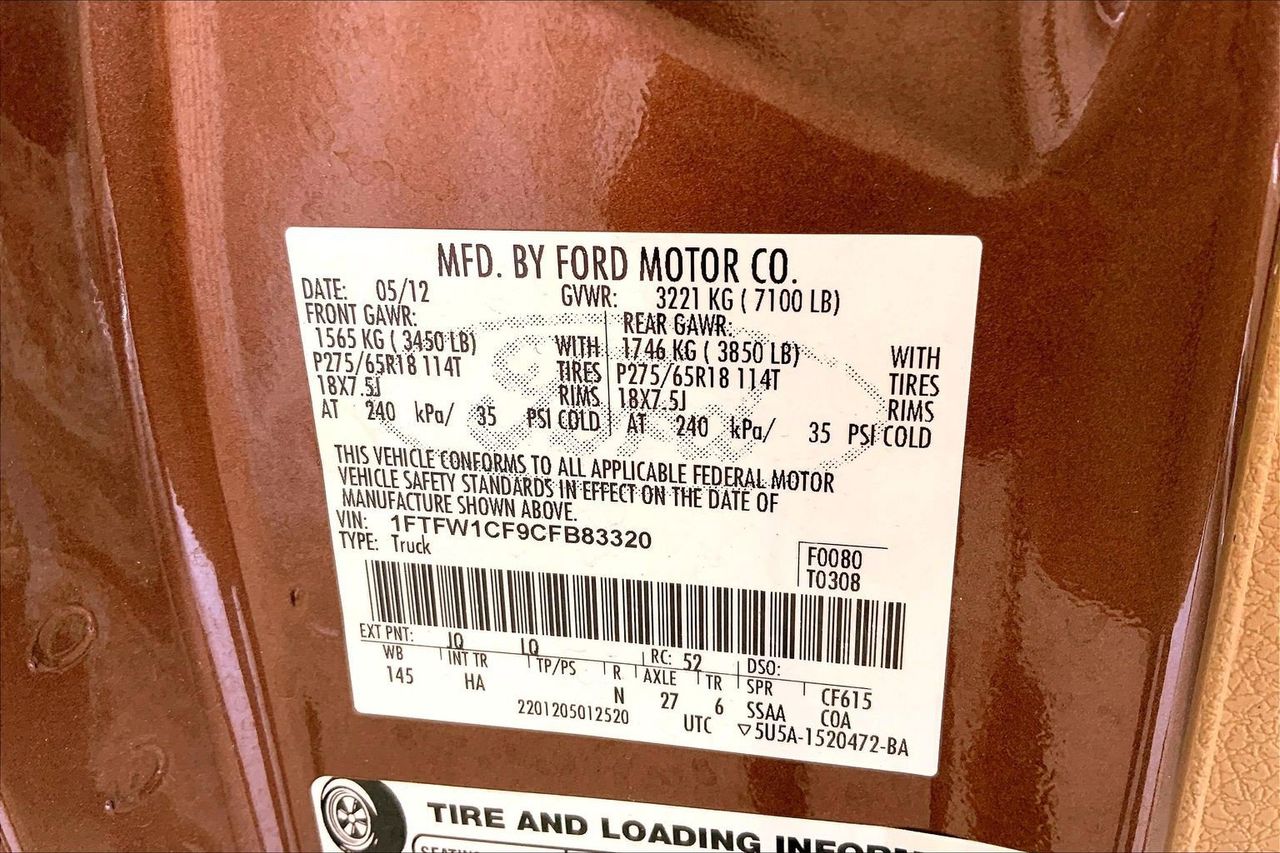 MFD. BY FORD MOTOR CO.
DATE: 05/12 GVWR: 3221 KG ( 7100 LB)
FRONT GAWR: REAR GAWR:
1565 KG ( 3450 LB) WITH 1746 KG ( 3850 LB) WITH
P275/65R18 114T TIRES P275/65R18 114T TIRES
18X7.5J RIMS 18X7.5J RIMS
AT 240 kPa/ 35 PSI COLD AT 240 kPa/ 35 PSI COLD
THIS VEHICLE CONFORMS TO ALL APPLICABLE FEDERAL MOTOR
VEHICLE SAFETY STANDARDS IN EFFECT ON THE DATE OF
MANUFACTURE SHOWN ABOVE.
VIN: 1FTFW1CF9CFB83320
TYPE: Truck
F0080
T0308
EXT PNT: JQ JQ RC: 52 DSO:
WB INT TR TP/PS R AXLE TR SPR CF615
145 HA N 27 6 SSAA COA
2201205012520 UTC ▽5U5A-1520472-BA
TIRE AND LOADING